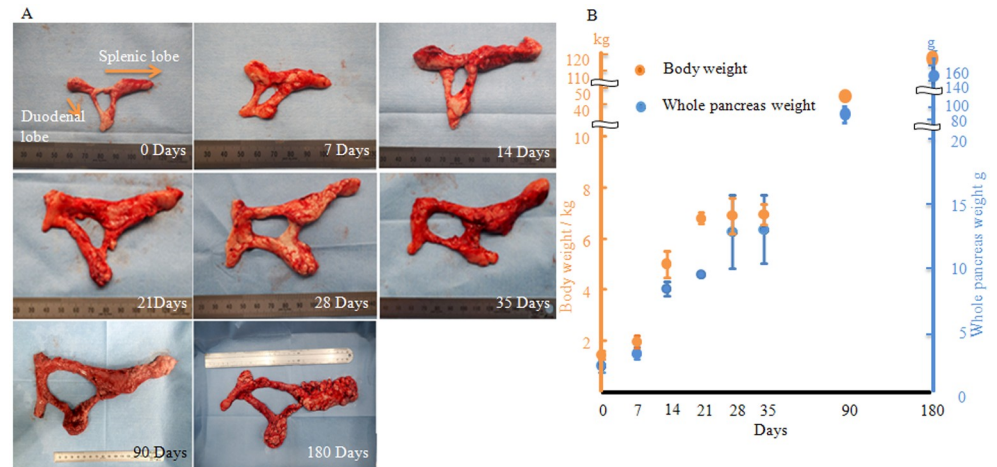 A
Splenic lobe
Duodenal
lobe
0 Days
7 Days
14 Days
21Days
28 Days
35 Days
90 Days
180 Days
B
kg
120
110
50
40
10
8
6
4
2
Body weight / kg
Body weight
Whole pancreas weight
g
160
140
100
80
20
15
10
5
0
Whole pancreas weight g
0 7 14 21 28 35 90 180
Days